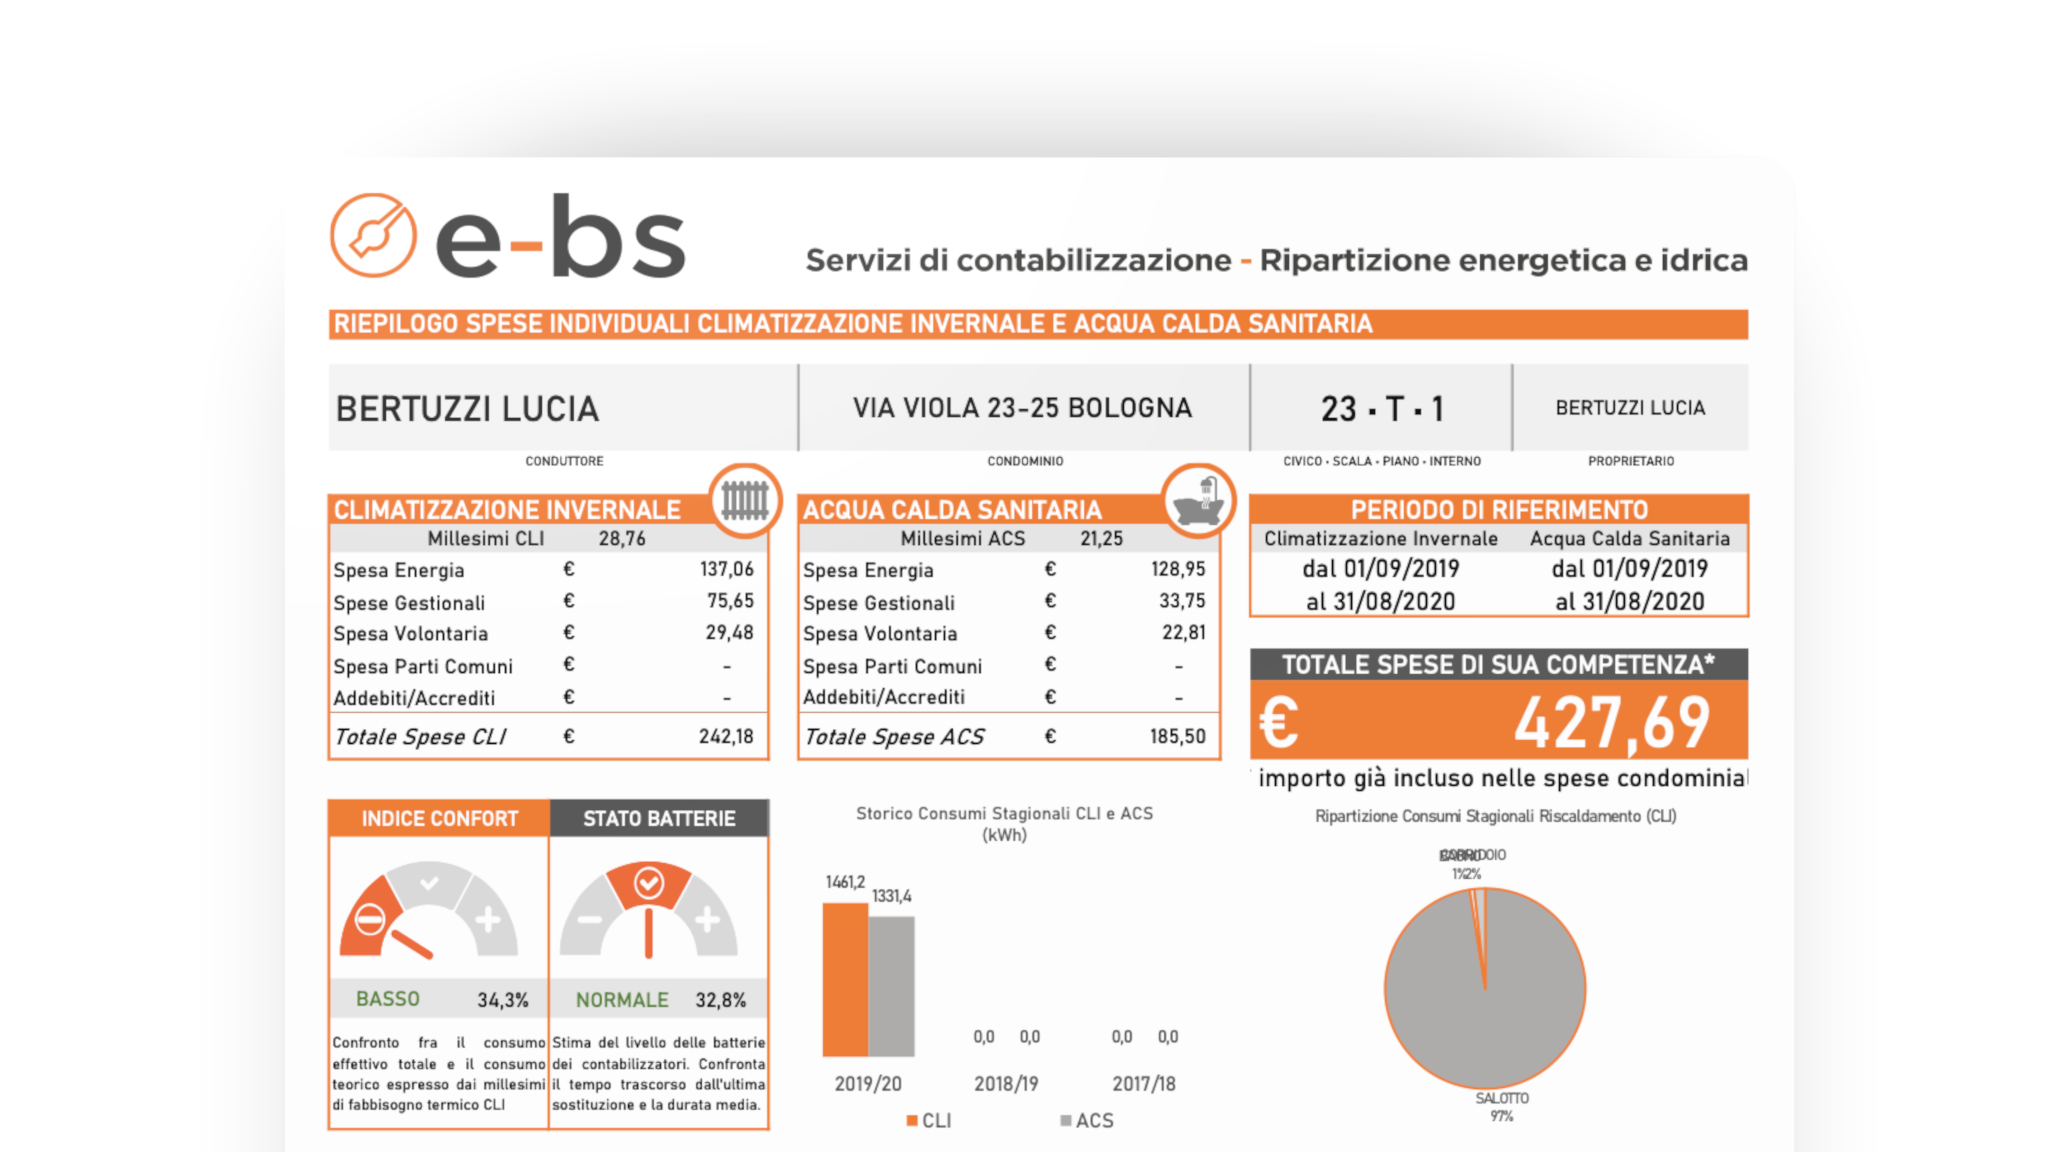 e-bs
Servizi di contabilizzazione - Ripartizione energetica e idrica
RIEPILOGO SPESE INDIVIDUALI CLIMATIZZAZIONE INVERNALE E ACQUA CALDA SANITARIA
BERTUZZI LUCIA
VIA VIOLA 23-25 BOLOGNA
23 · T · 1
BERTUZZI LUCIA
CONDUTTORE
CONDOMINIO
CIVICO · SCALA · PIANO · INTERNO
PROPRIETARIO
CLIMATIZZAZIONE INVERNALE
Millesimi CLI 28,76
Spesa Energia € 137,06
Spese Gestionali € 75,65
Spesa Volontaria € 29,48
Spesa Parti Comuni € -
Addebiti/Accrediti € -
Totale Spese CLI € 242,18
ACQUA CALDA SANITARIA
Millesimi ACS 21,25
Spesa Energia € 128,95
Spese Gestionali € 33,75
Spesa Volontaria € 22,81
Spesa Parti Comuni € -
Addebiti/Accrediti € -
Totale Spese ACS € 185,50
PERIODO DI RIFERIMENTO
Climatizzazione Invernale Acqua Calda Sanitaria
dal 01/09/2019 dal 01/09/2019
al 31/08/2020 al 31/08/2020
TOTALE SPESE DI SUA COMPETENZA*
€ 427,69
importo già incluso nelle spese condominial
INDICE CONFORT
BASSO 34,3%
Confronto fra il consumo
effettivo totale e il consumo
teorico espresso dai millesimi
di fabbisogno termico CLI
STATO BATTERIE
NORMALE 32,8%
Stima del livello delle batterie
dei contabilizzatori. Confronta
il tempo trascorso dall'ultima
sostituzione e la durata media.
Storico Consumi Stagionali CLI e ACS
(kWh)
1461,2
1331,4
0,0 0,0 0,0 0,0
2019/20 2018/19 2017/18
CLI ACS
Ripartizione Consumi Stagionali Riscaldamento (CLI)
CORRIDOIO
1% 2%
SALOTTO
97%